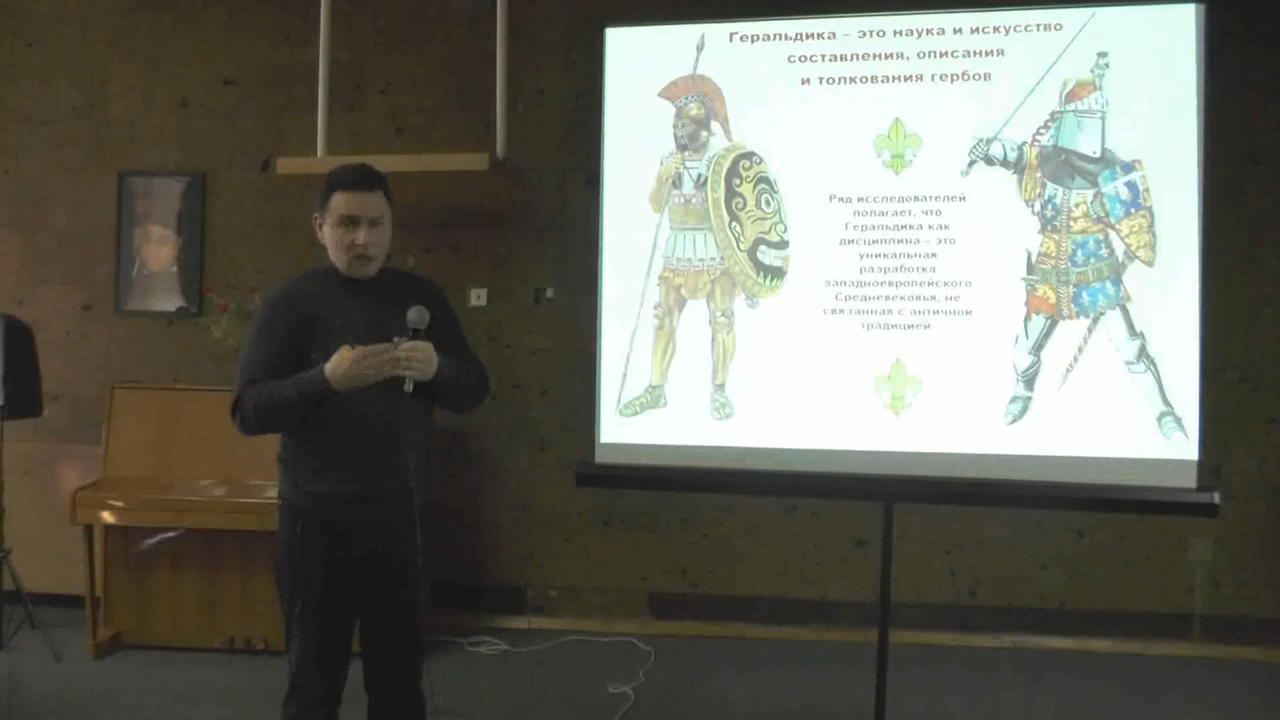 Геральдика – это наука и искусство
составления, описания
и толкования гербов
Ряд исследователей
полагает, что
Геральдика как
дисциплина – это
уникальная
разработка
западноевропейского
Средневековья, не
связанная с античной
традицией